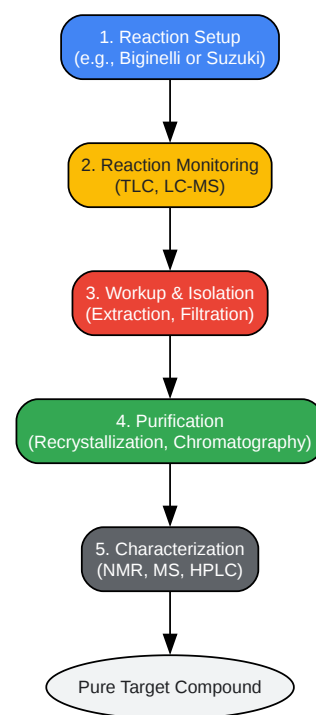 1. Reaction Setup
(e.g., Biginelli or Suzuki)
2. Reaction Monitoring
(TLC, LC-MS)
3. Workup & Isolation
(Extraction, Filtration)
4. Purification
(Recrystallization, Chromatography)
5. Characterization
(NMR, MS, HPLC)
Pure Target Compound